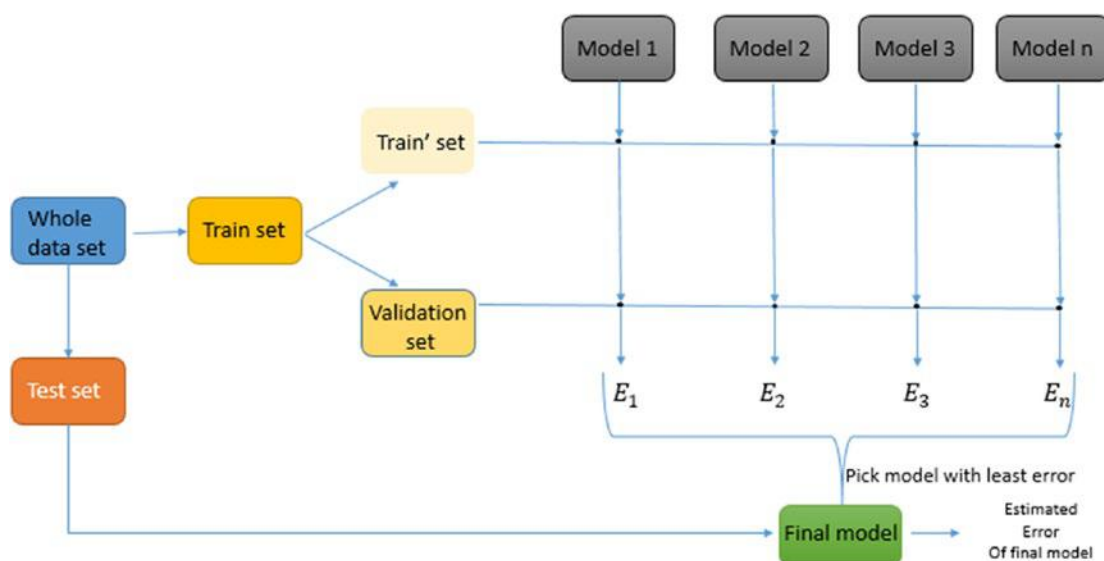 Model 1
Model 2
Model 3
Model n
Train’ set
Whole
data set
Train set
Validation
set
Test set
E₁
E₂
E₃
Eₙ
Pick model with least error
Final model
Estimated
Error
Of final model